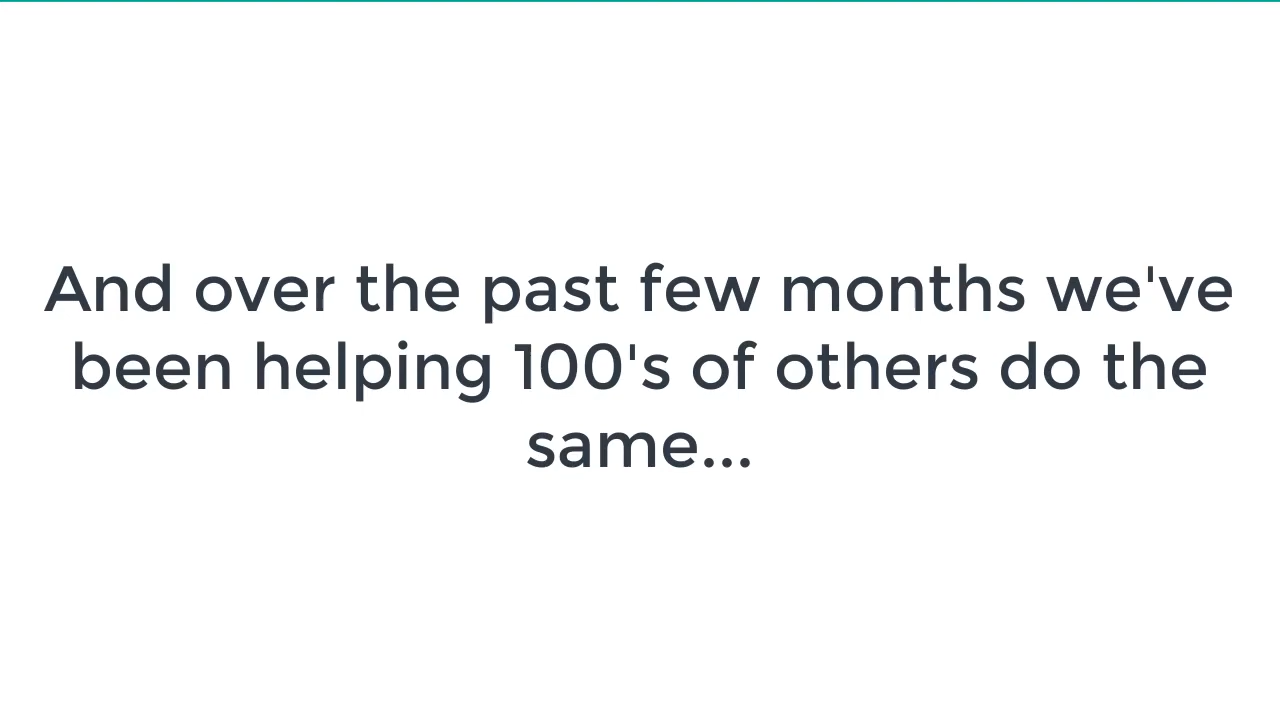 And over the past few months we've
been helping 100's of others do the
same...